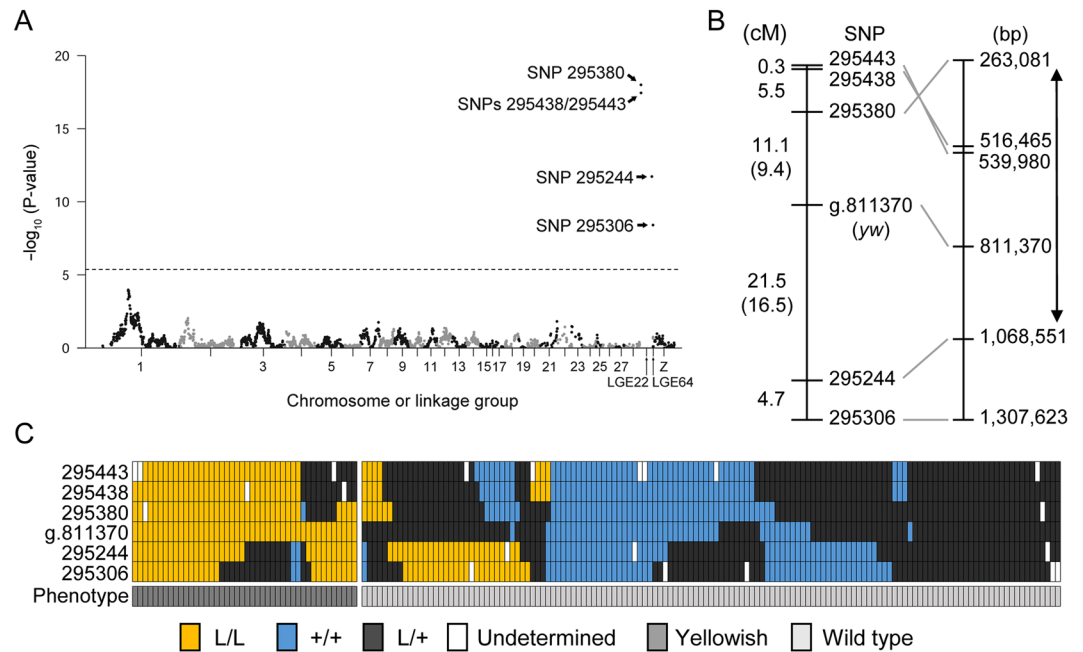 A
20
15
10
5
0
-log10 (P-value)
SNP 295380
SNPs 295438/295443
SNP 295244
SNP 295306
1 3 5 7 9 11 13 15 17 19 21 23 25 27 Z
LGE22 LGE64
Chromosome or linkage group
B
(cM) SNP (bp)
295443 263,081
0.3
295438
5.5
295380
516,465
11.1
539,980
(9.4)
g.811370
(yw)
811,370
21.5
(16.5)
1,068,551
295244
4.7
295306 1,307,623
C
295443
295438
295380
g.811370
295244
295306
Phenotype
L/L +/+ L/+ Undetermined Yellowish Wild type